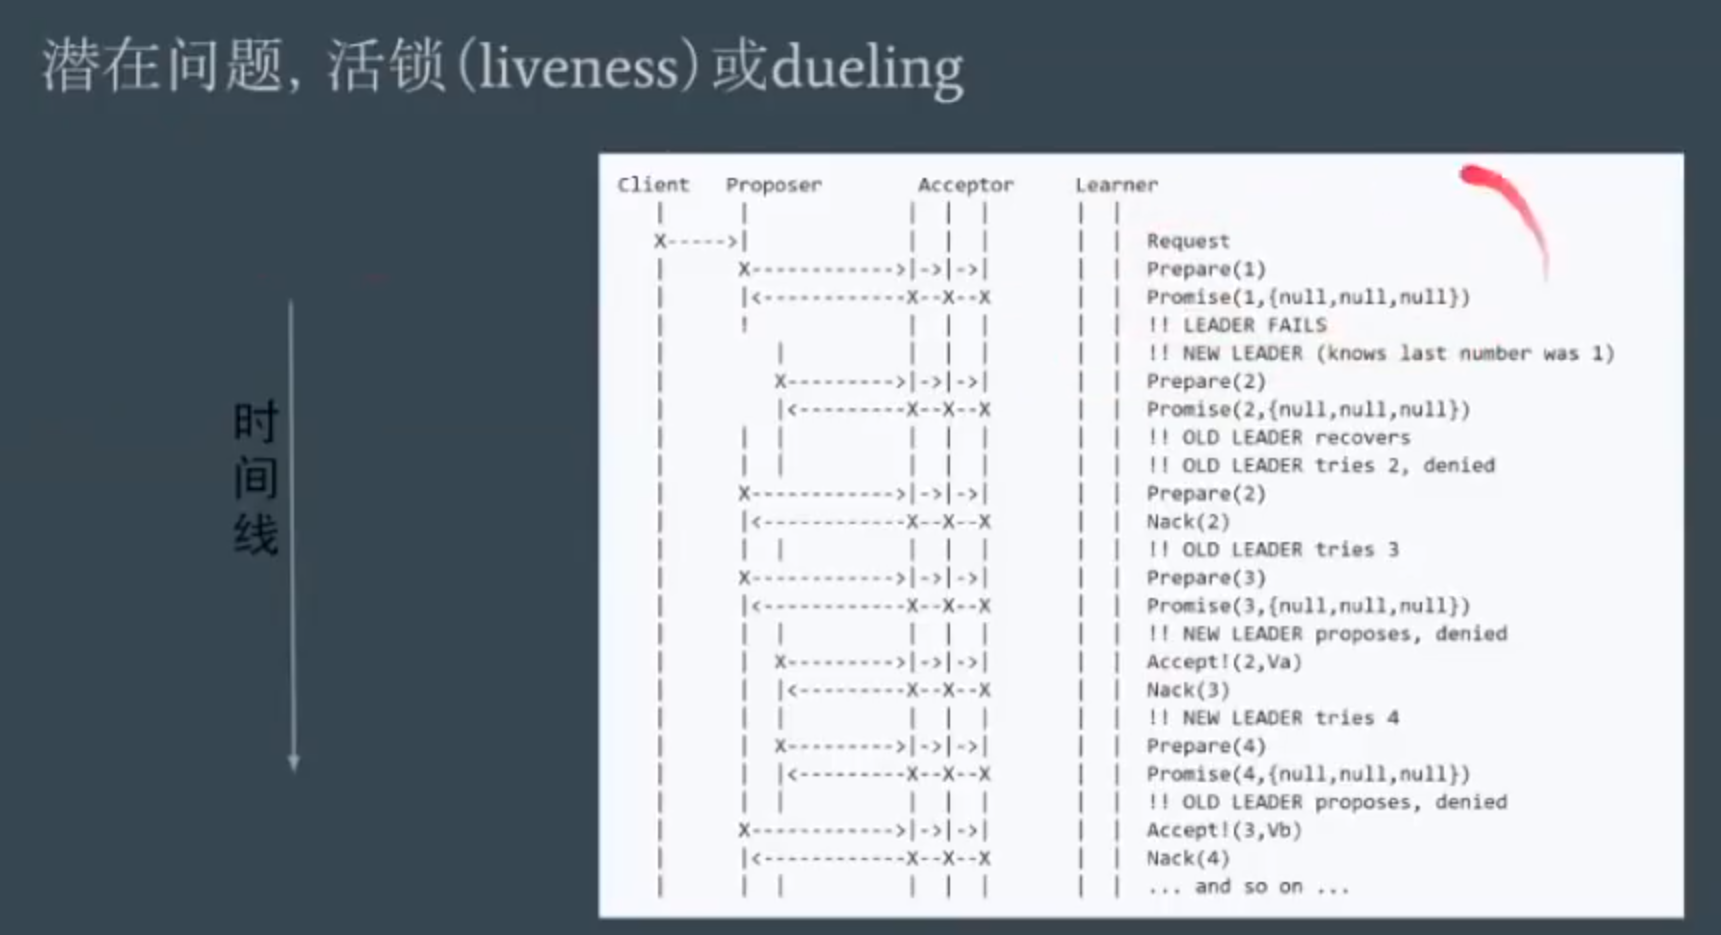 潜在问题, 活锁(liveness)或dueling
时间线
Client Proposer Acceptor Learner
| | | | | | |
X----->| | | | | | Request
| X------------>|->|->| | | Prepare(1)
| |<------------X--X--X | | Promise(1,{null,null,null})
| ! | | | | | !! LEADER FAILS
| | | | | | | !! NEW LEADER (knows last number was 1)
| X--------->|->|->| | | Prepare(2)
| |<---------X--X--X | | Promise(2,{null,null,null})
| | | | | | | | !! OLD LEADER recovers
| | | | | | | | !! OLD LEADER tries 2, denied
| X------------>|->|->| | | Prepare(2)
| |<------------X--X--X | | Nack(2)
| | | | | | | | !! OLD LEADER tries 3
| X------------>|->|->| | | Prepare(3)
| |<------------X--X--X | | Promise(3,{null,null,null})
| | | | | | | | !! NEW LEADER proposes, denied
| | X--------->|->|->| | | Accept!(2,Va)
| | |<---------X--X--X | | Nack(3)
| | | | | | | | !! NEW LEADER tries 4
| | X--------->|->|->| | | Prepare(4)
| | |<---------X--X--X | | Promise(4,{null,null,null})
| | | | | | | | !! OLD LEADER proposes, denied
| X------------>|->|->| | | Accept!(3,Vb)
| |<------------X--X--X | | Nack(4)
| | | | | | | | ... and so on ...